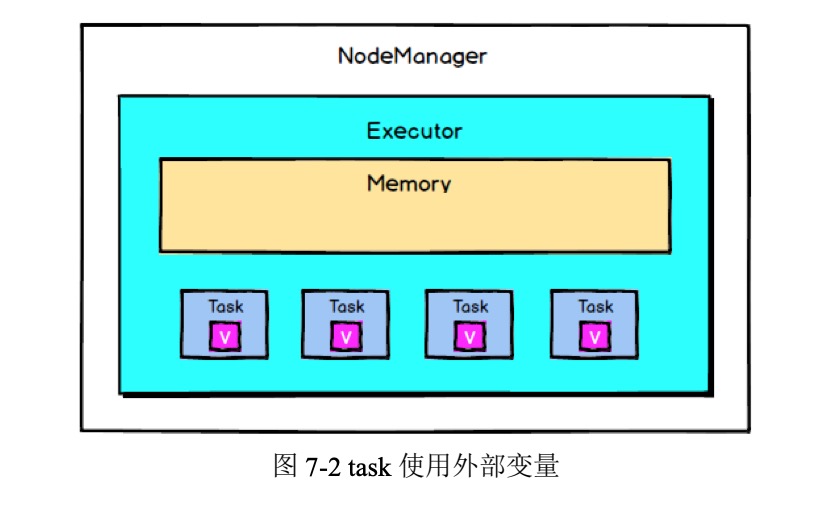 NodeManager
Executor
Memory
Task Task Task Task
V V V V
图 7-2 task 使用外部变量